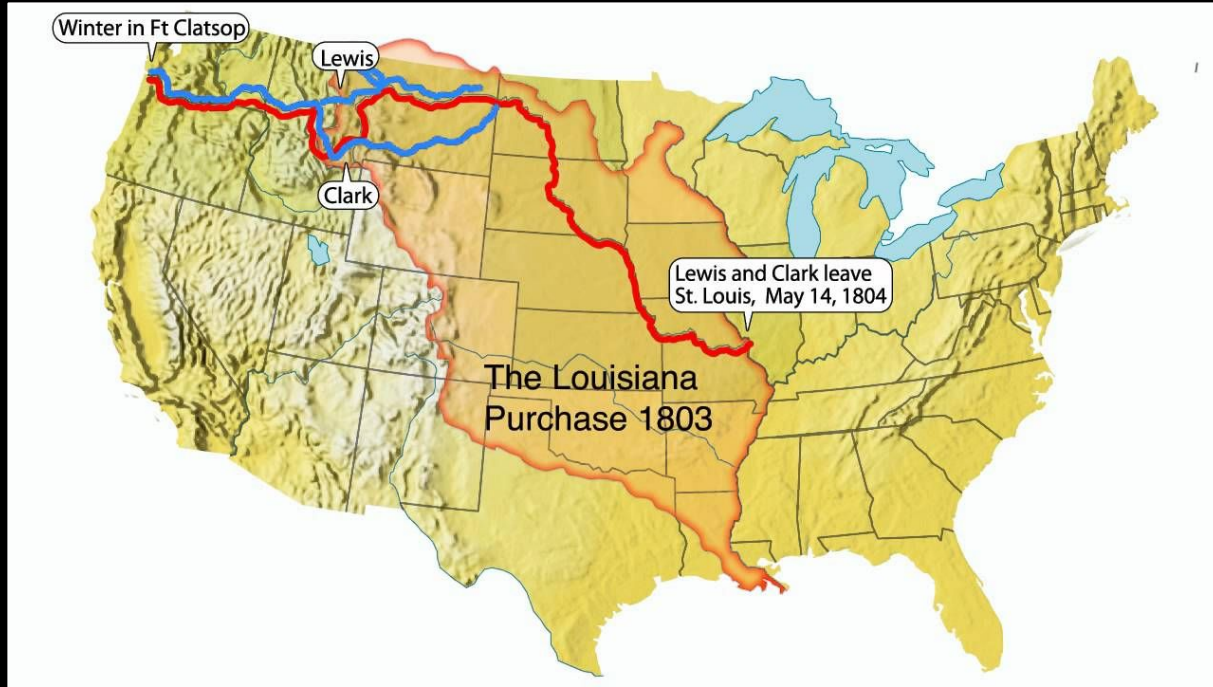 Winter in Ft Clatsop
Lewis
Clark
Lewis and Clark leave
St. Louis, May 14, 1804
The Louisiana
Purchase 1803